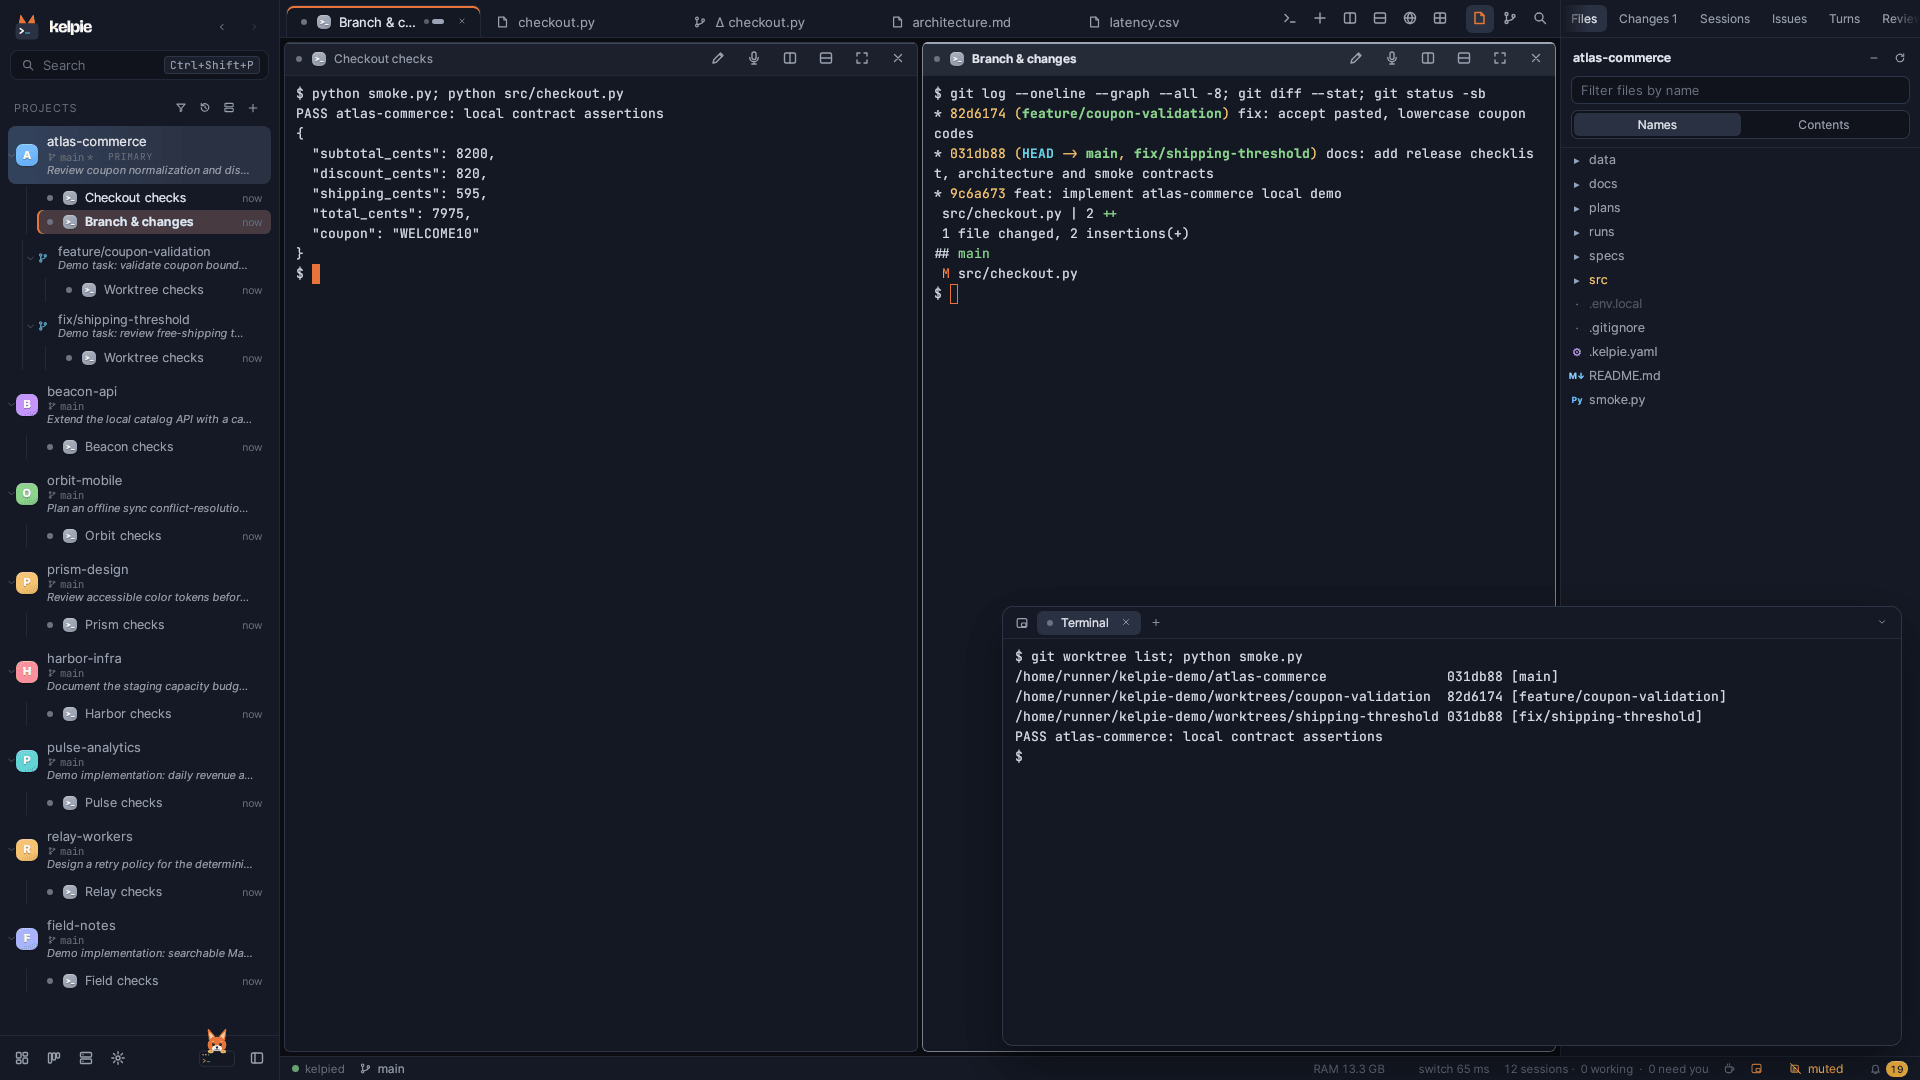 kelpie
Search Ctrl+Shift+P
PROJECTS
A atlas-commerce
main * PRIMARY
Review coupon normalization and dis...
Checkout checks now
Branch & changes now
feature/coupon-validation
Demo task: validate coupon bound...
Worktree checks now
fix/shipping-threshold
Demo task: review free-shipping t...
Worktree checks now
B beacon-api
main
Extend the local catalog API with a ca...
Beacon checks now
O orbit-mobile
main
Plan an offline sync conflict-resolutio...
Orbit checks now
P prism-design
main
Review accessible color tokens befor...
Prism checks now
H harbor-infra
main
Document the staging capacity budg...
Harbor checks now
P pulse-analytics
main
Demo implementation: daily revenue a...
Pulse checks now
R relay-workers
main
Design a retry policy for the determini...
Relay checks now
F field-notes
main
Demo implementation: searchable Ma...
Field checks now
Branch & c... checkout.py Δ checkout.py architecture.md latency.csv
Checkout checks
$ python smoke.py; python src/checkout.py
PASS atlas-commerce: local contract assertions
{
"subtotal_cents": 8200,
"discount_cents": 820,
"shipping_cents": 595,
"total_cents": 7975,
"coupon": "WELCOME10"
}
$
Branch & changes
$ git log --oneline --graph --all -8; git diff --stat; git status -sb
* 82d6174 (feature/coupon-validation) fix: accept pasted, lowercase coupon
codes
* 031db88 (HEAD -> main, fix/shipping-threshold) docs: add release checklis
t, architecture and smoke contracts
* 9c6a673 feat: implement atlas-commerce local demo
src/checkout.py | 2 ++
1 file changed, 2 insertions(+)
## main
M src/checkout.py
$
Terminal
$ git worktree list; python smoke.py
/home/runner/kelpie-demo/atlas-commerce 031db88 [main]
/home/runner/kelpie-demo/worktrees/coupon-validation 82d6174 [feature/coupon-validation]
/home/runner/kelpie-demo/worktrees/shipping-threshold 031db88 [fix/shipping-threshold]
PASS atlas-commerce: local contract assertions
$
Files Changes 1 Sessions Issues Turns Review
atlas-commerce
Filter files by name
Names Contents
data
docs
plans
runs
specs
src
.env.local
.gitignore
.kelpie.yaml
M↓ README.md
Py smoke.py
kelpied main RAM 13.3 GB switch 65 ms 12 sessions · 0 working · 0 need you muted 19